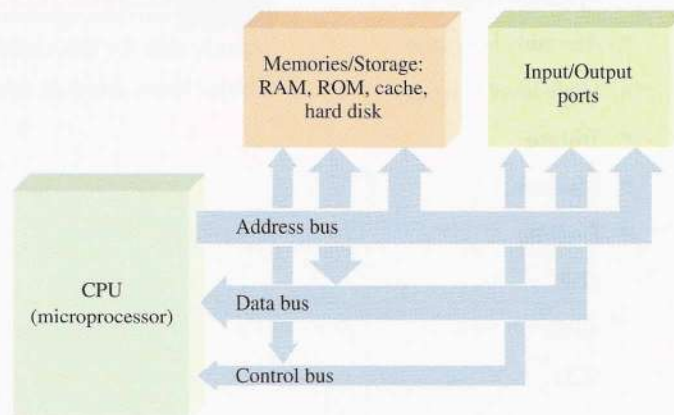 Memories/Storage:
RAM, ROM, cache,
hard disk
Input/Output
ports
Address bus
CPU
(microprocessor)
Data bus
Control bus